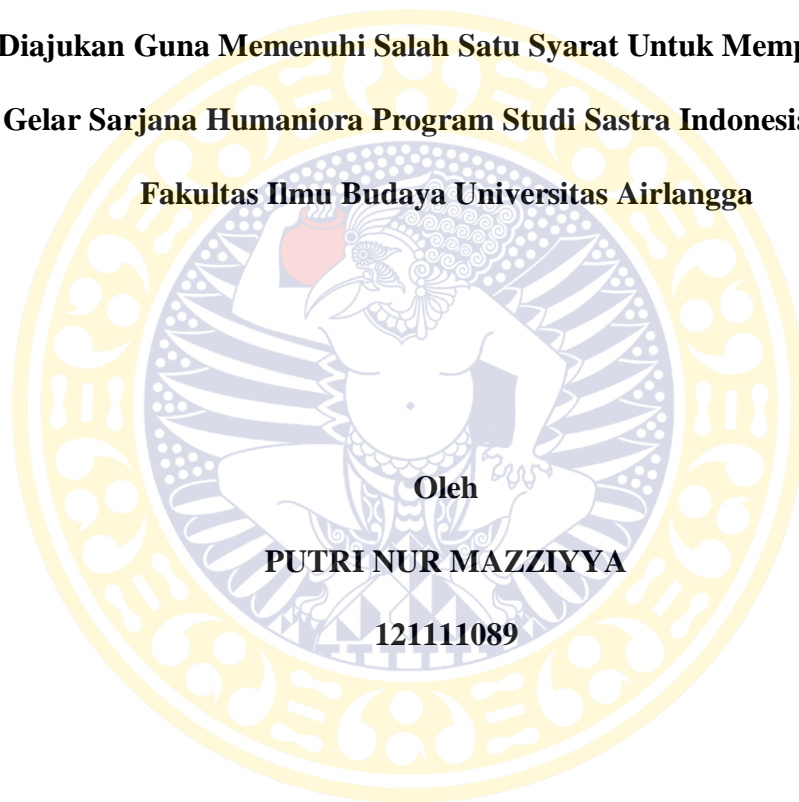 Diajukan Guna Memenuhi Salah Satu Syarat Untuk
Gelar Sarjana Humaniora Program Studi Sastra Indonesia
Fakultas Ilmu Budaya Universitas Airlangga
Oleh
PUTRI NUR MAZZIYYA
121111089